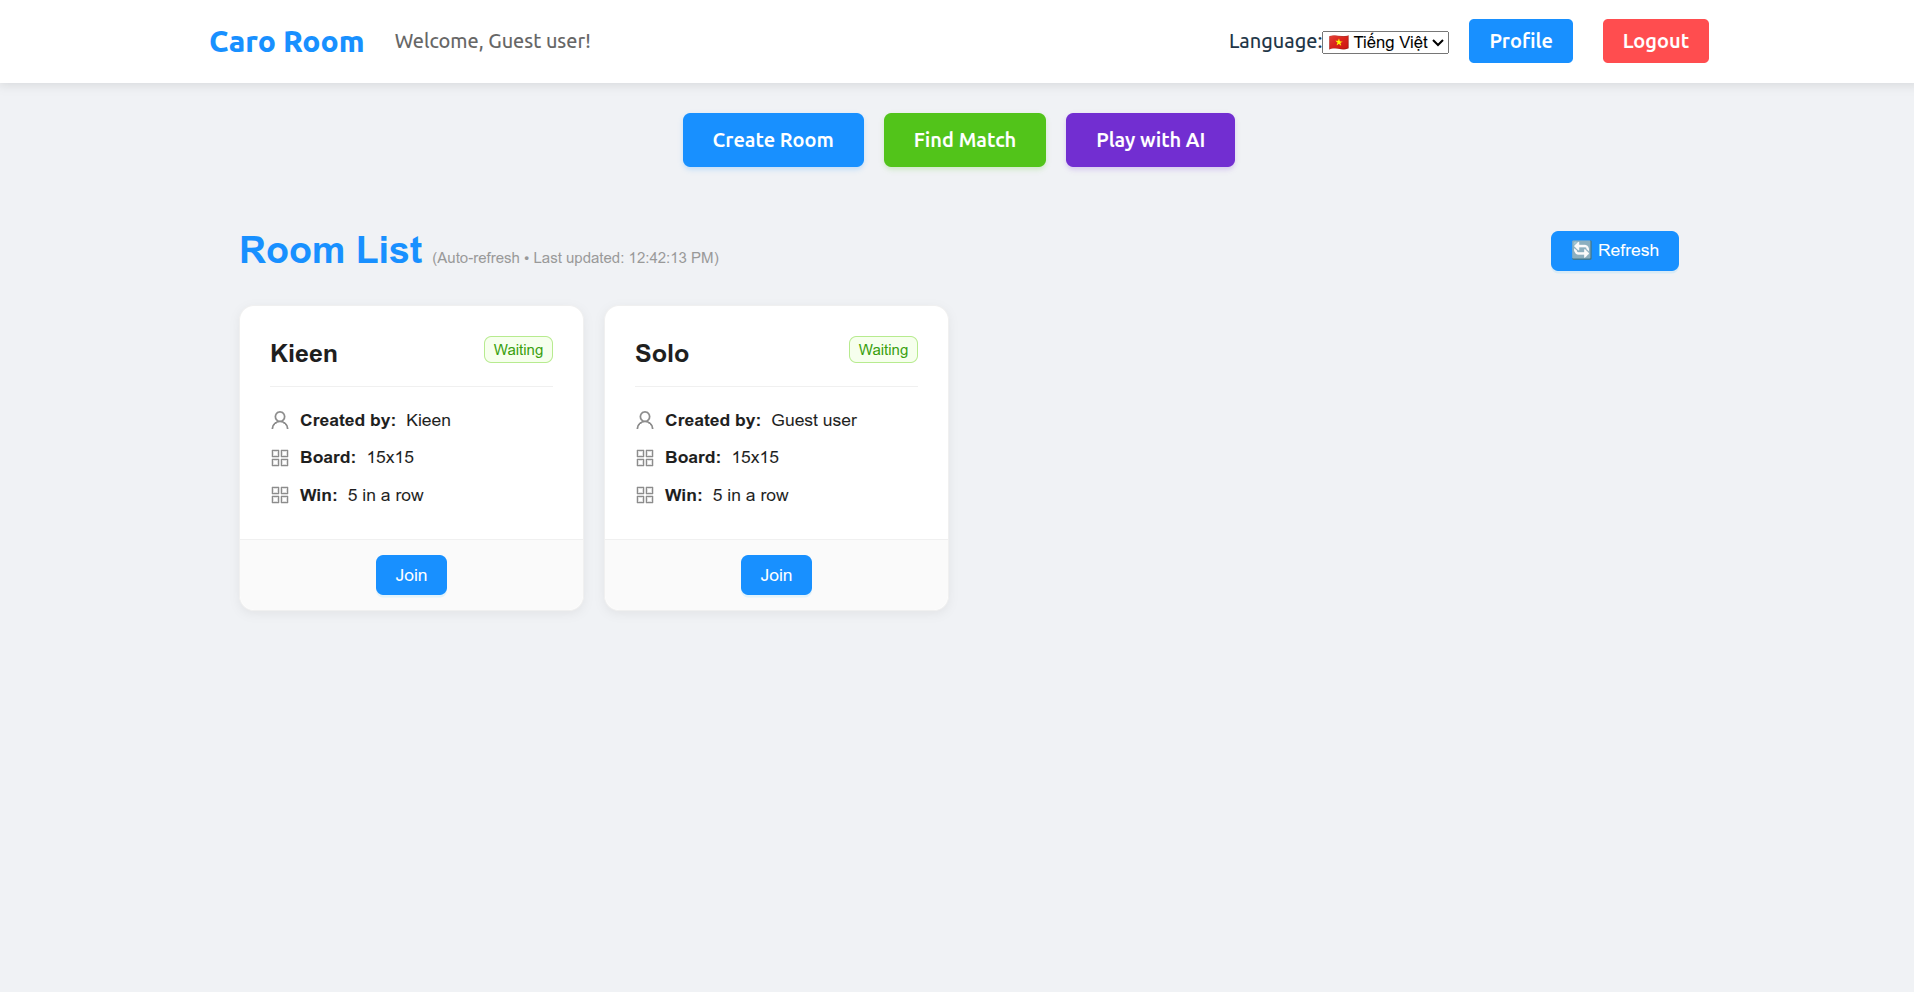 Caro Room Welcome, Guest user! Language: Tiếng Việt Profile Logout
Create Room Find Match Play with AI
Room List (Auto-refresh • Last updated: 12:42:13 PM) Refresh
Kieen Waiting
Created by: Kieen
Board: 15x15
Win: 5 in a row
Join
Solo Waiting
Created by: Guest user
Board: 15x15
Win: 5 in a row
Join